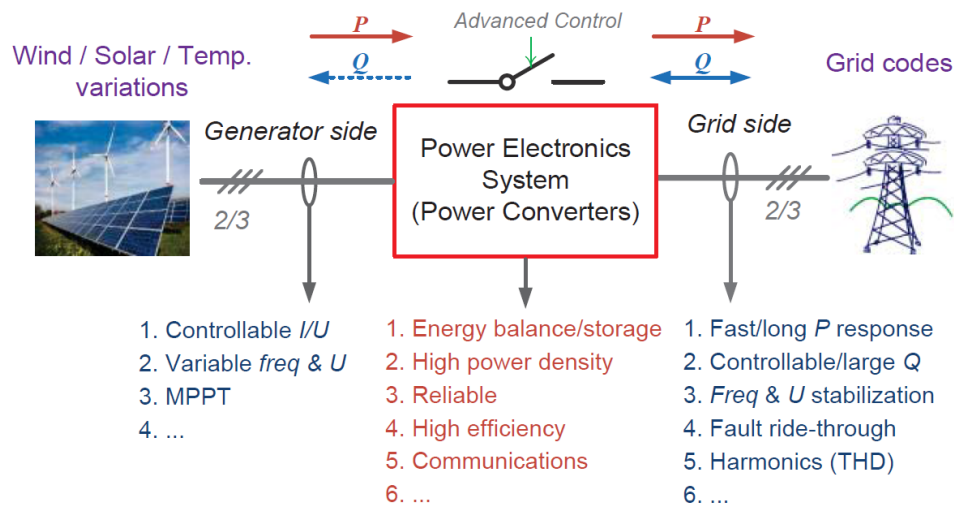 Advanced Control
P
P
Wind / Solar / Temp.
variations
Q
Q
Grid codes
Generator side
Grid side
Power Electronics
System
(Power Converters)
2/3
2/3
1. Controllable I/U
2. Variable freq & U
3. MPPT
4. ...
1. Energy balance/storage
2. High power density
3. Reliable
4. High efficiency
5. Communications
6. ...
1. Fast/long P response
2. Controllable/large Q
3. Freq & U stabilization
4. Fault ride-through
5. Harmonics (THD)
6. ...